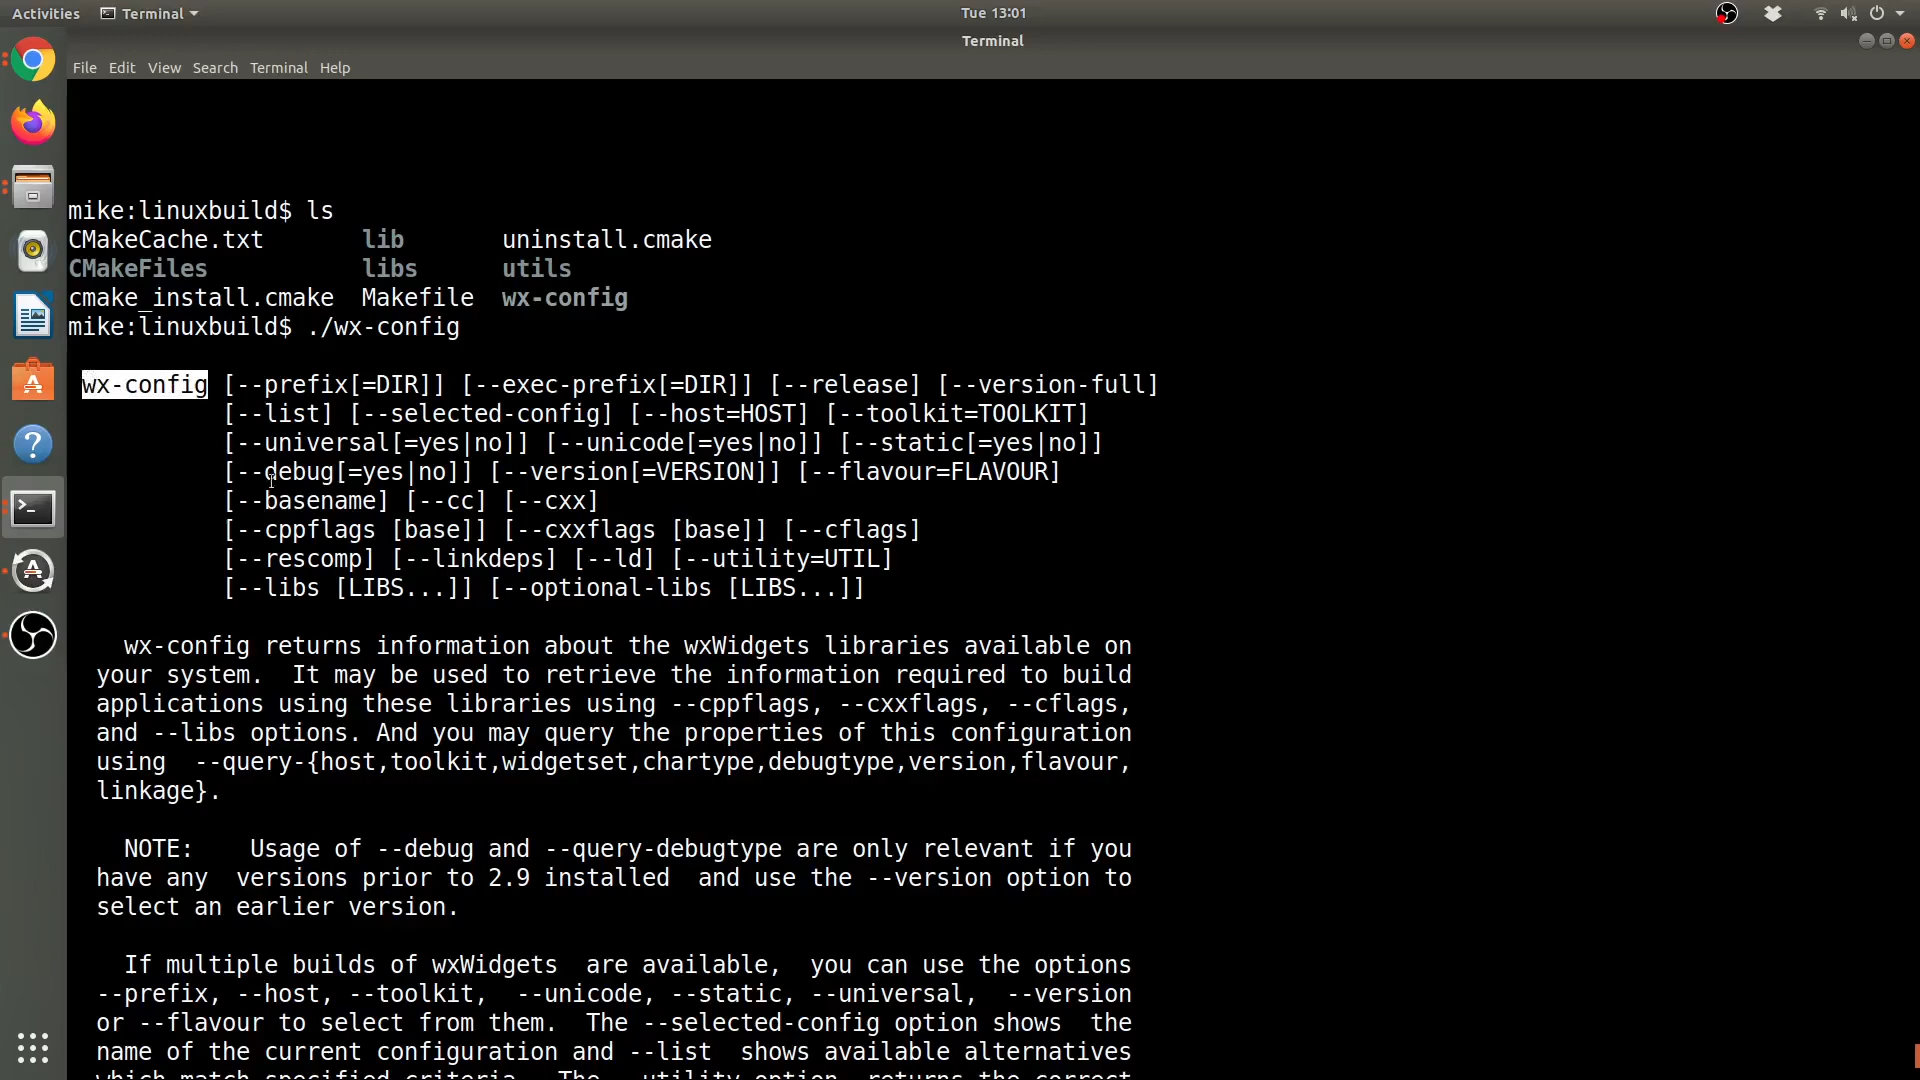 Activities Terminal Tue 13:01
Terminal
File Edit View Search Terminal Help
mike:linuxbuild$ ls
CMakeCache.txt lib uninstall.cmake
CMakeFiles libs utils
cmake_install.cmake Makefile wx-config
mike:linuxbuild$ ./wx-config
wx-config [--prefix[=DIR]] [--exec-prefix[=DIR]] [--release] [--version-full]
[--list] [--selected-config] [--host=HOST] [--toolkit=TOOLKIT]
[--universal[=yes|no]] [--unicode[=yes|no]] [--static[=yes|no]]
[--debug[=yes|no]] [--version[=VERSION]] [--flavour=FLAVOUR]
[--basename] [--cc] [--cxx]
[--cppflags [base]] [--cxxflags [base]] [--cflags]
[--rescomp] [--linkdeps] [--ld] [--utility=UTIL]
[--libs [LIBS...]] [--optional-libs [LIBS...]]
wx-config returns information about the wxWidgets libraries available on
your system.  It may be used to retrieve the information required to build
applications using these libraries using --cppflags, --cxxflags, --cflags,
and --libs options. And you may query the properties of this configuration
using  --query-{host,toolkit,widgetset,chartype,debugtype,version,flavour,
linkage}.
NOTE:    Usage of --debug and --query-debugtype are only relevant if you
have any  versions prior to 2.9 installed  and use the --version option to
select an earlier version.
If multiple builds of wxWidgets  are available,  you can use the options
--prefix, --host, --toolkit,  --unicode, --static, --universal,  --version
or --flavour to select from them.  The --selected-config option shows  the
name of the current configuration and --list  shows available alternatives
which match specified criteria.  The  --utility option  returns the correct